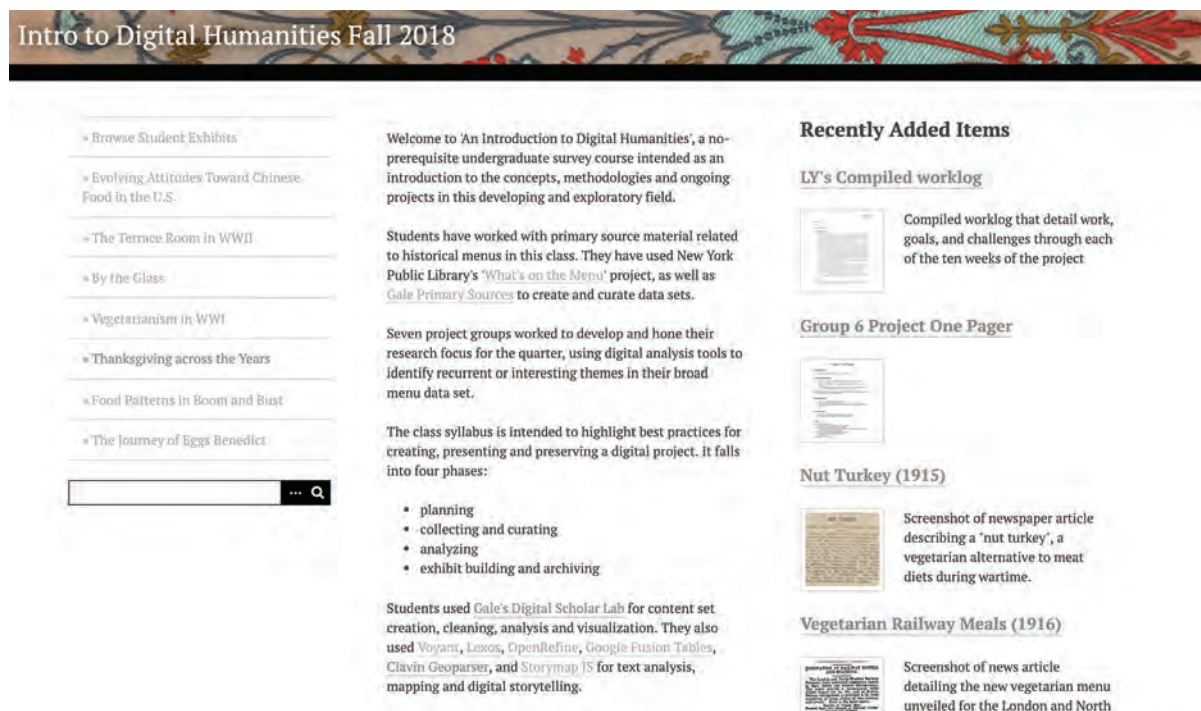 Intro to Digital Humanities Fall 2018
» Browse Student Exhibits
» Evolving Attitudes Toward Chinese
Food in the U.S.
» The Terrace Room in WWII
» By the Glass
» Vegetarianism in WWI
» Thanksgiving across the Years
» Food Patterns in Boom and Bust
» The Journey of Eggs Benedict
...
Welcome to 'An Introduction to Digital Humanities', a no-
prerequisite undergraduate survey course intended as an
introduction to the concepts, methodologies and ongoing
projects in this developing and exploratory field.
Students have worked with primary source material related
to historical menus in this class. They have used New York
Public Library's 'What's on the Menu' project, as well as
Gale Primary Sources to create and curate data sets.
Seven project groups worked to develop and hone their
research focus for the quarter, using digital analysis tools to
identify recurrent or interesting themes in their broad
menu data set.
The class syllabus is intended to highlight best practices for
creating, presenting and preserving a digital project. It falls
into four phases:
• planning
• collecting and curating
• analyzing
• exhibit building and archiving
Students used Gale's Digital Scholar Lab for content set
creation, cleaning, analysis and visualization. They also
used Voyant, Lexos, OpenRefine, Google Fusion Tables,
Clavin Geoparser, and Storymap JS for text analysis,
mapping and digital storytelling.
Recently Added Items
LY's Compiled worklog
Compiled worklog that detail work,
goals, and challenges through each
of the ten weeks of the project
Group 6 Project One Pager
Nut Turkey (1915)
Screenshot of newspaper article
describing a "nut turkey", a
vegetarian alternative to meat
diets during wartime.
Vegetarian Railway Meals (1916)
Screenshot of news article
detailing the new vegetarian menu
unveiled for the London and North